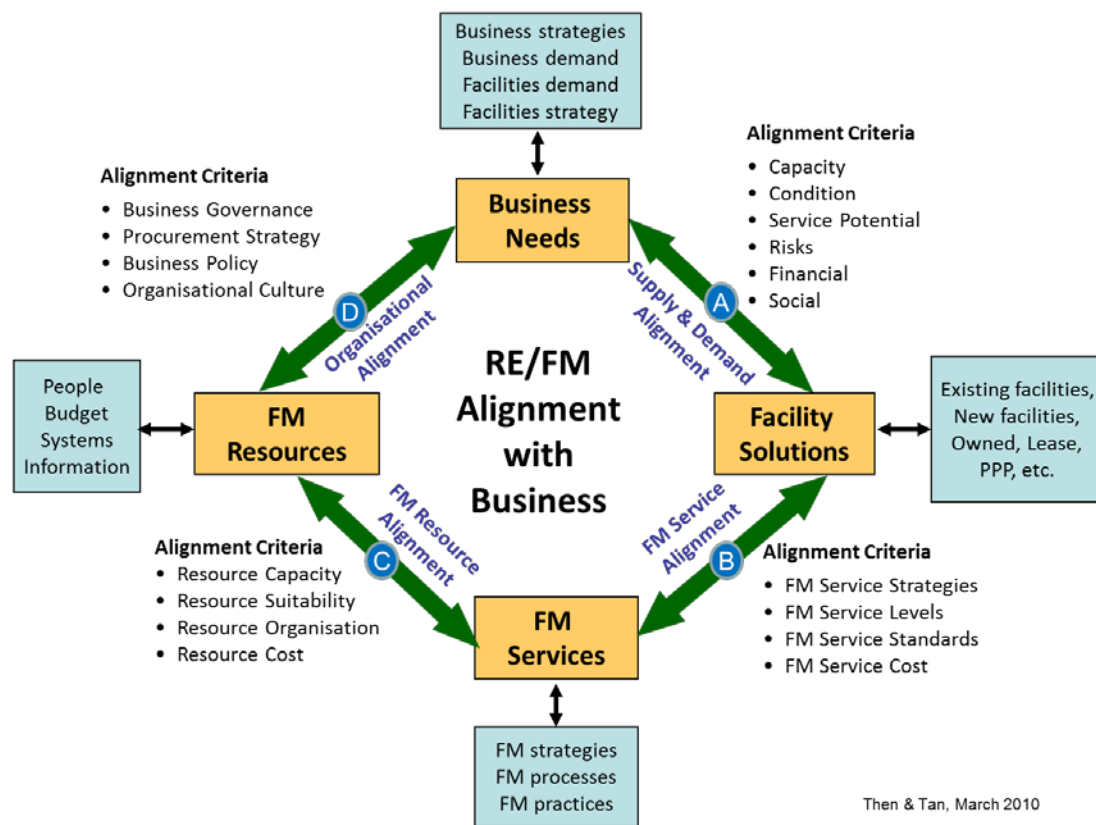 Business strategies
Business demand
Facilities demand
Facilities strategy
Alignment Criteria
• Capacity
• Condition
• Service Potential
• Risks
• Financial
• Social
Alignment Criteria
• Business Governance
• Procurement Strategy
• Business Policy
• Organisational Culture
Business
Needs
D
Organisational
Alignment
A
Supply & Demand
Alignment
RE/FM
Alignment
with
Business
People
Budget
Systems
Information
FM
Resources
Facility
Solutions
Existing facilities,
New facilities,
Owned, Lease,
PPP, etc.
FM Resource
Alignment
C
FM Service
Alignment
B
Alignment Criteria
• Resource Capacity
• Resource Suitability
• Resource Organisation
• Resource Cost
Alignment Criteria
• FM Service Strategies
• FM Service Levels
• FM Service Standards
• FM Service Cost
FM
Services
FM strategies
FM processes
FM practices
Then & Tan, March 2010